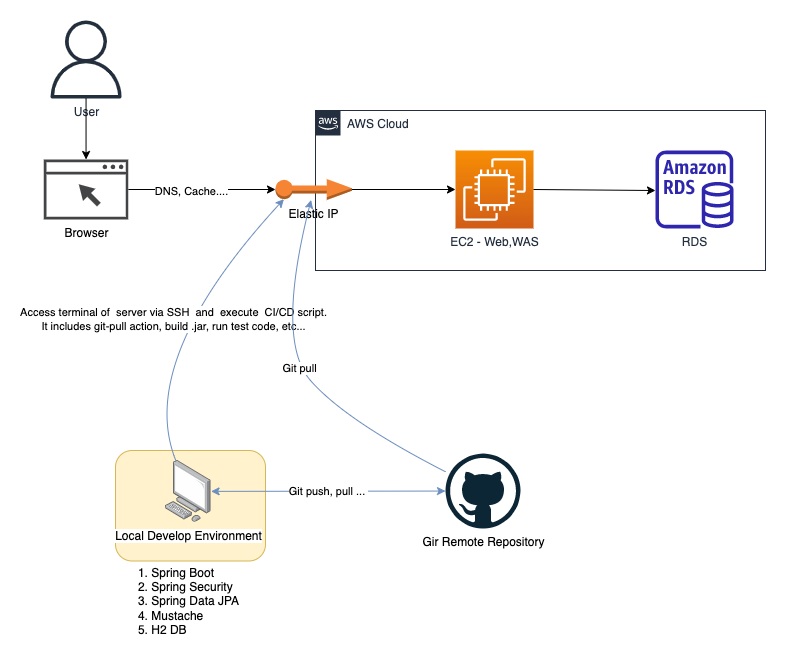 User
aws
AWS Cloud
Amazon
RDS
DNS, Cache....
Elastic IP
Browser
EC2 - Web,WAS
RDS
Access terminal of server via SSH and execute CI/CD script.
It includes git-pull action, build .jar, run test code, etc...
Git pull
Git push, pull ...
Local Develop Environment
Gir Remote Repository
1. Spring Boot
2. Spring Security
3. Spring Data JPA
4. Mustache
5. H2 DB